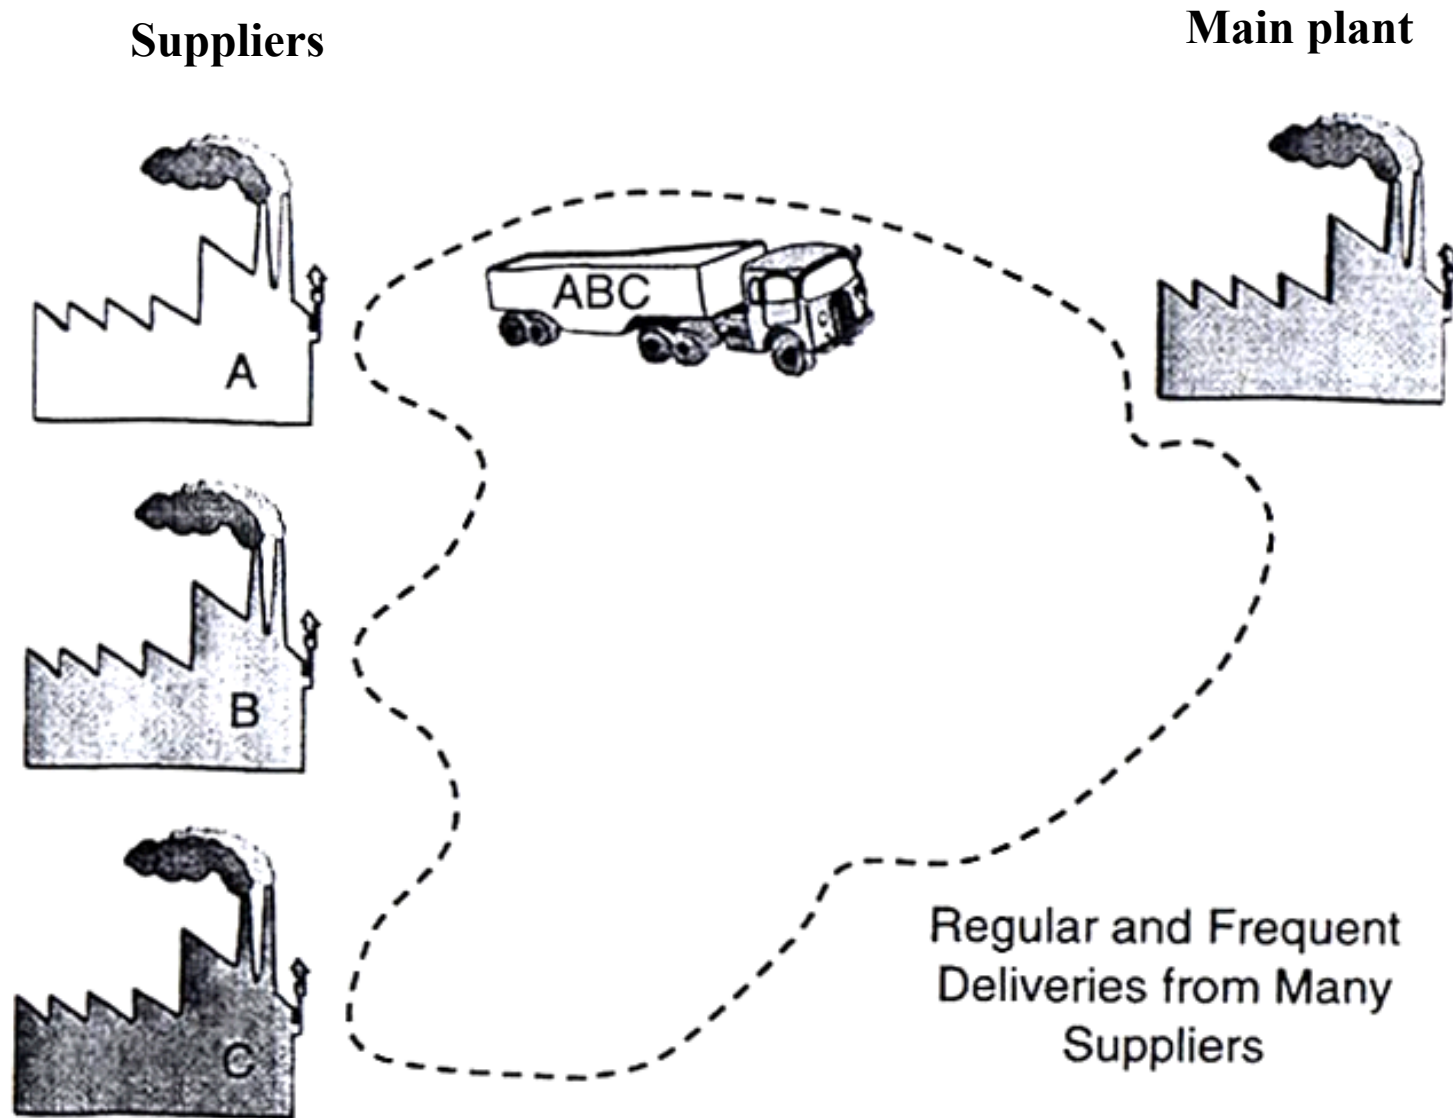 Suppliers
Main plant
ABC
A
B
C
Regular and Frequent
Deliveries from Many
Suppliers